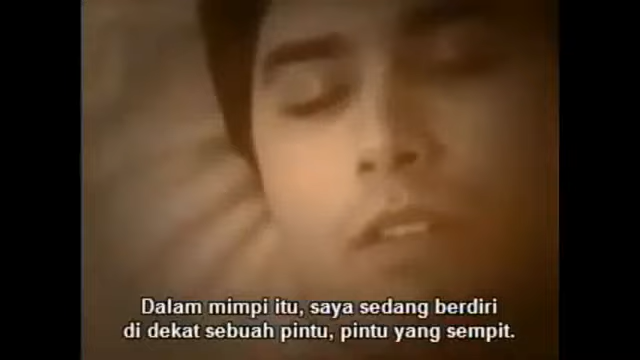 Dalam mimpi itu, saya sedang berdiri
di dekat sebuah pintu, pintu yang sempit.